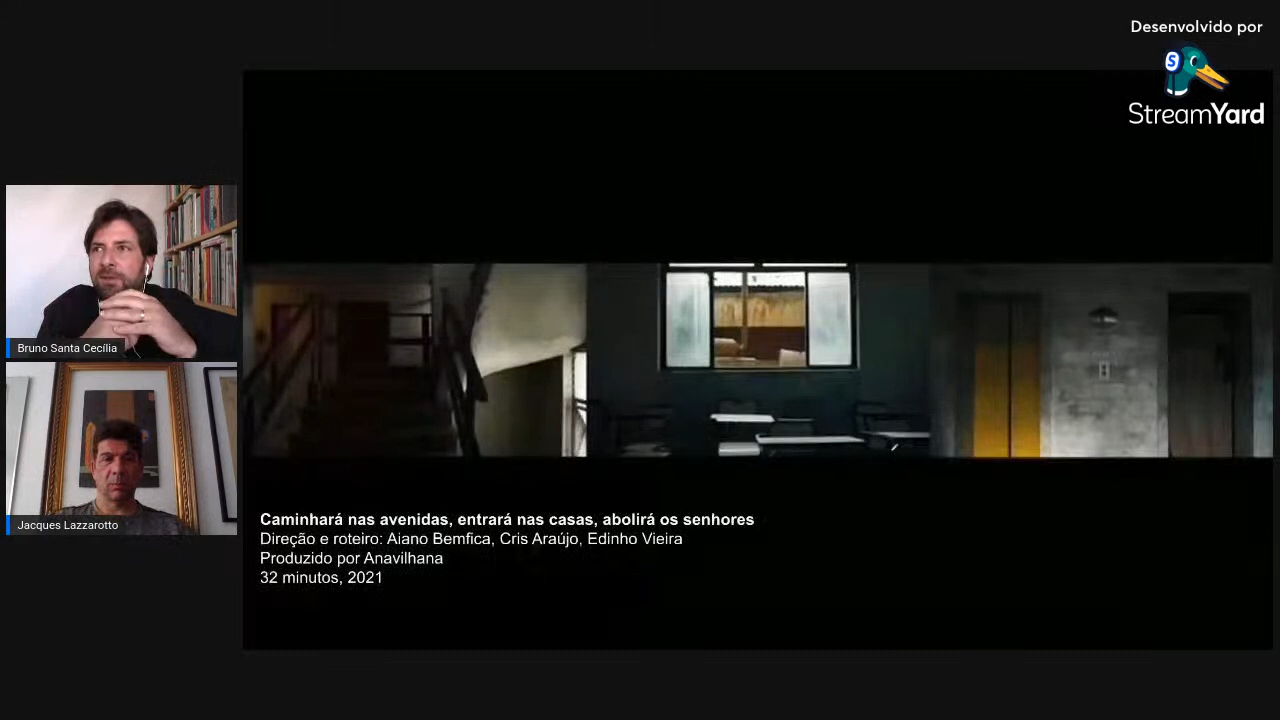 Desenvolvido por
StreamYard
Bruno Santa Cecília
Jacques Lazzarotto
Caminhará nas avenidas, entrará nas casas, abolirá os senhores
Direção e roteiro: Aiano Bemfica, Cris Araújo, Edinho Vieira
Produzido por Anavilhana
32 minutos, 2021